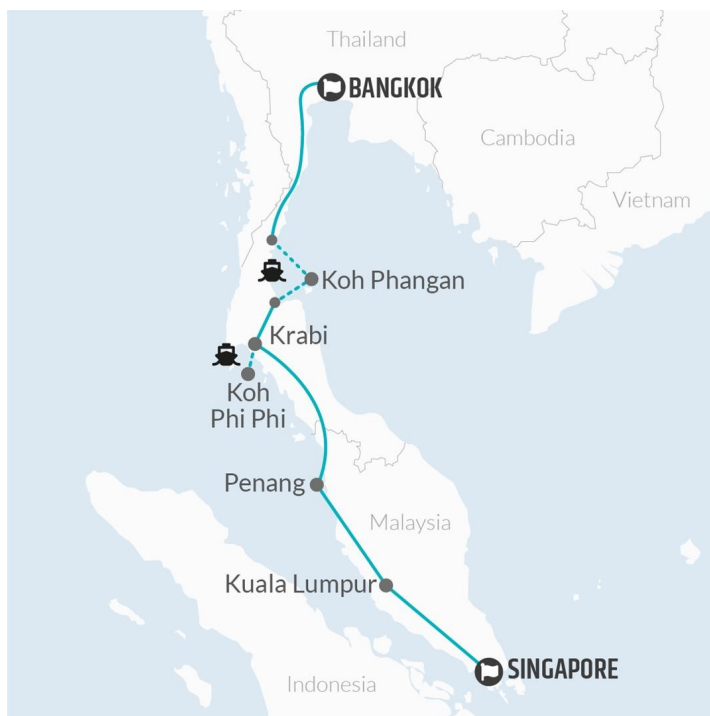 Thailand
BANGKOK
Cambodia
Vietnam
Koh Phangan
Krabi
Koh
Phi Phi
Penang
Malaysia
Kuala Lumpur
SINGAPORE
Indonesia